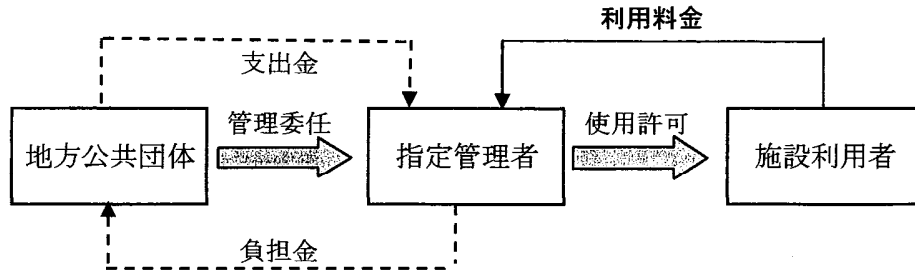 利用料金
支出金
管理委任
使用許可
地方公共団体
指定管理者
施設利用者
負担金